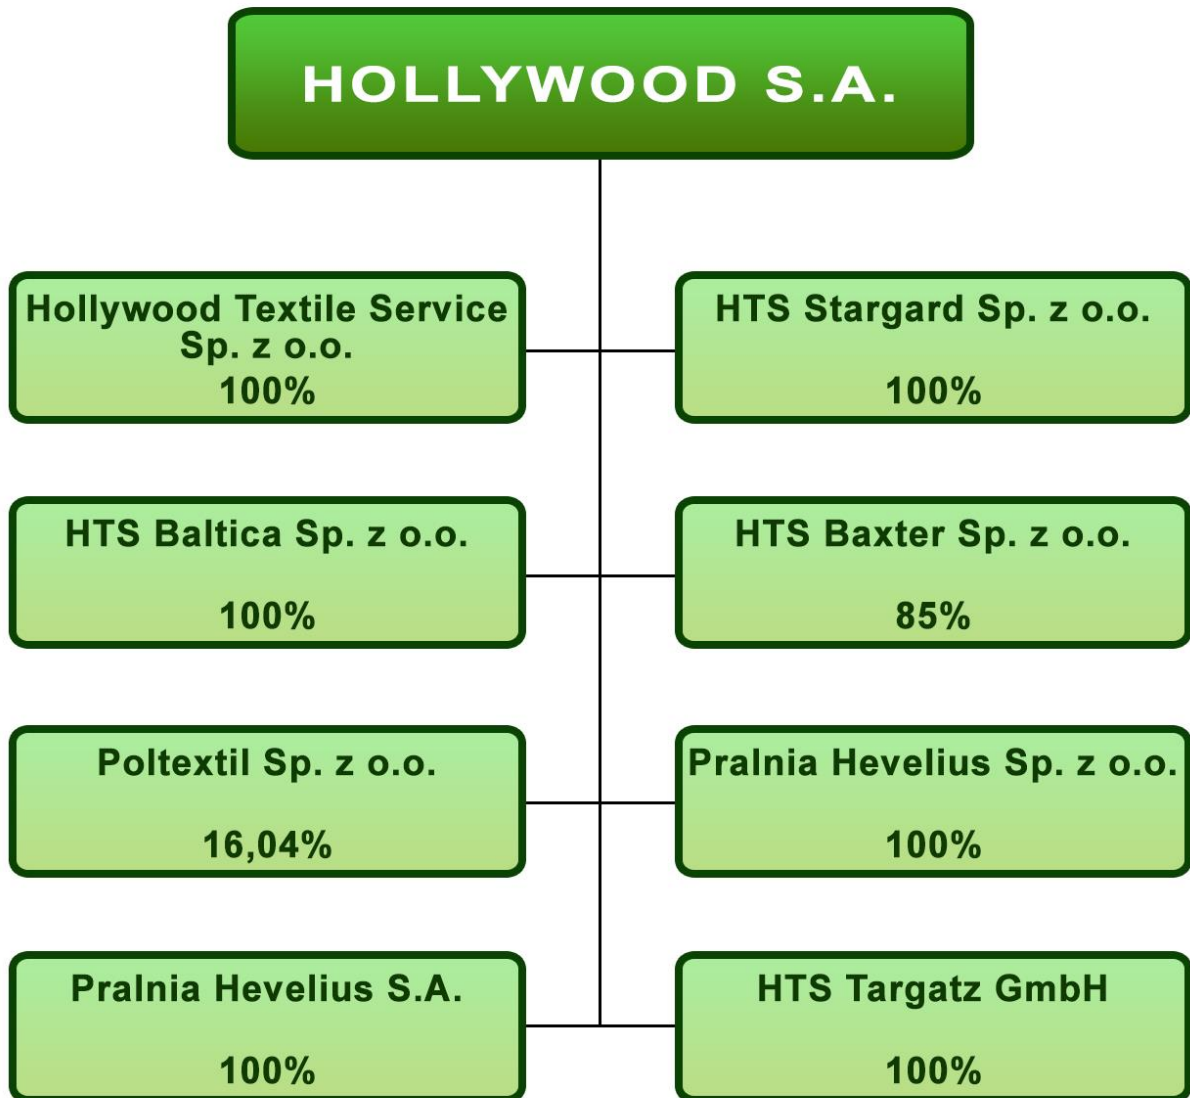 HOLLYWOOD S.A.
Hollywood Textile Service
Sp. z o.o.
100%
HTS Stargard Sp. z o.o.
100%
HTS Baltica Sp. z o.o.
100%
HTS Baxter Sp. z o.o.
85%
Poltextil Sp. z o.o.
16,04%
Pralnia Hevelius Sp. z o.o.
100%
Pralnia Hevelius S.A.
100%
HTS Targatz GmbH
100%